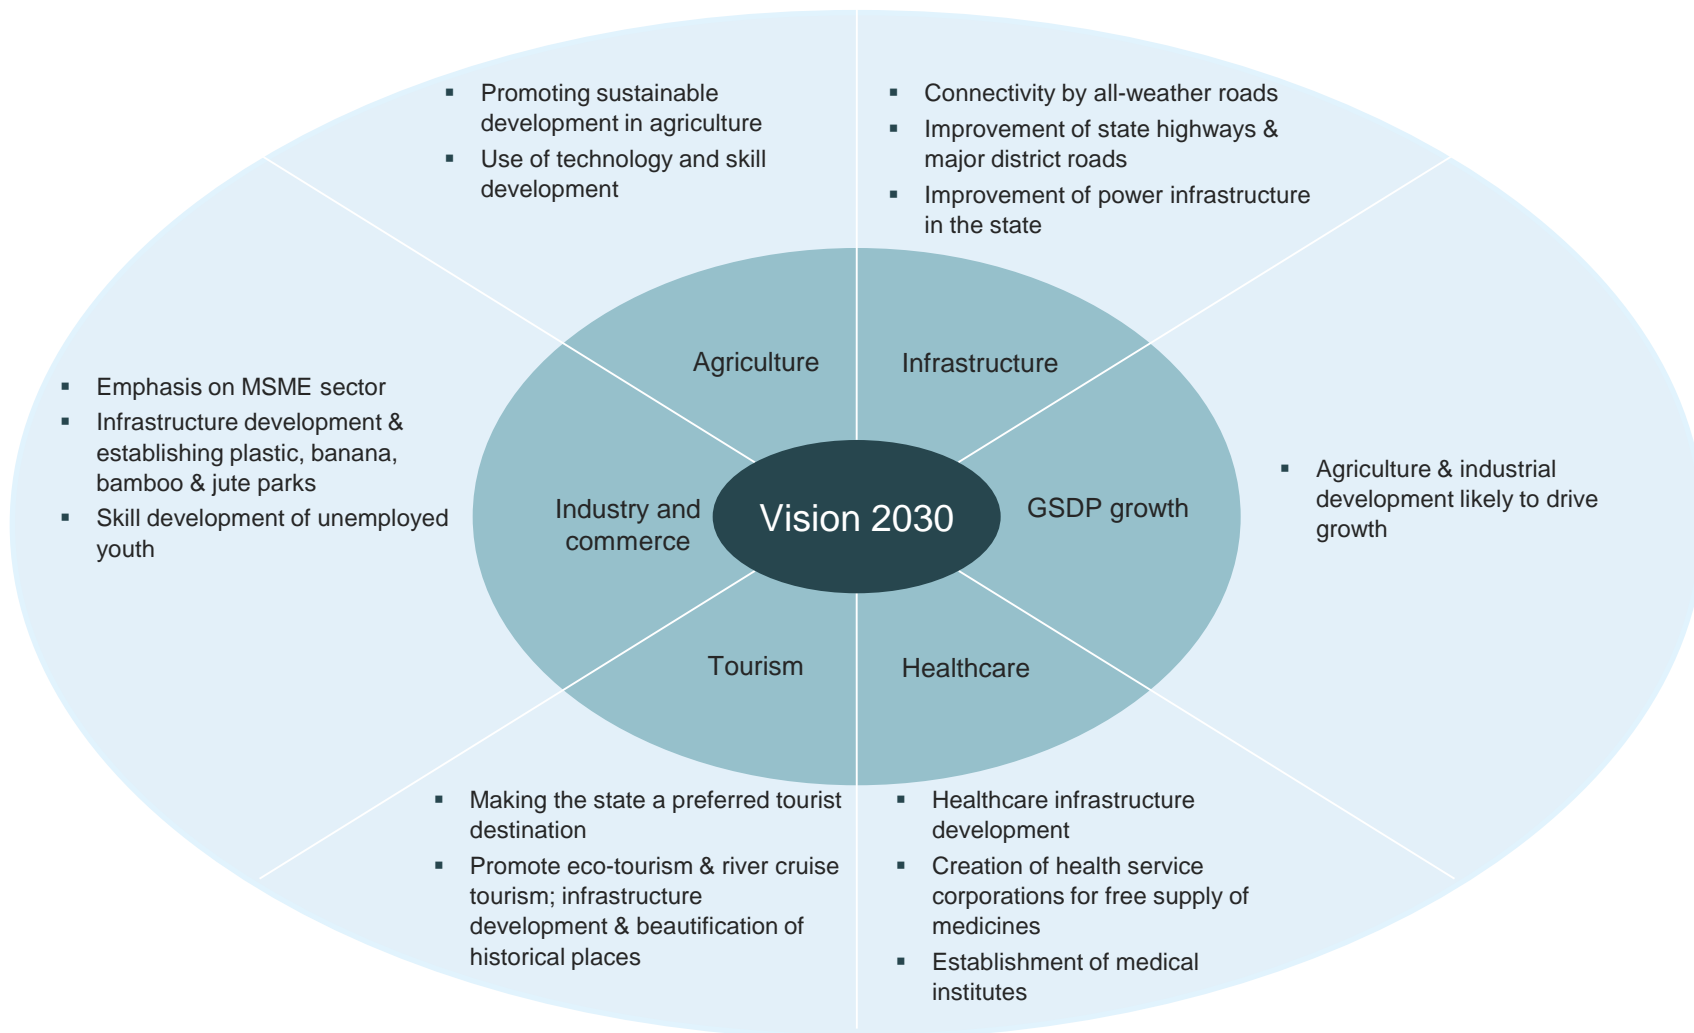 Promoting sustainable
development in agriculture
Use of technology and skill
development
Connectivity by all-weather roads
Improvement of state highways &
major district roads
Improvement of power infrastructure
in the state
Agriculture
Infrastructure
Emphasis on MSME sector
Infrastructure development &
establishing plastic, banana,
bamboo & jute parks
Skill development of unemployed
youth
Industry and
commerce
Vision 2030
GSDP growth
Agriculture & industrial
development likely to drive
growth
Tourism
Healthcare
Making the state a preferred tourist
destination
Promote eco-tourism & river cruise
tourism; infrastructure
development & beautification of
historical places
Healthcare infrastructure
development
Creation of health service
corporations for free supply of
medicines
Establishment of medical
institutes